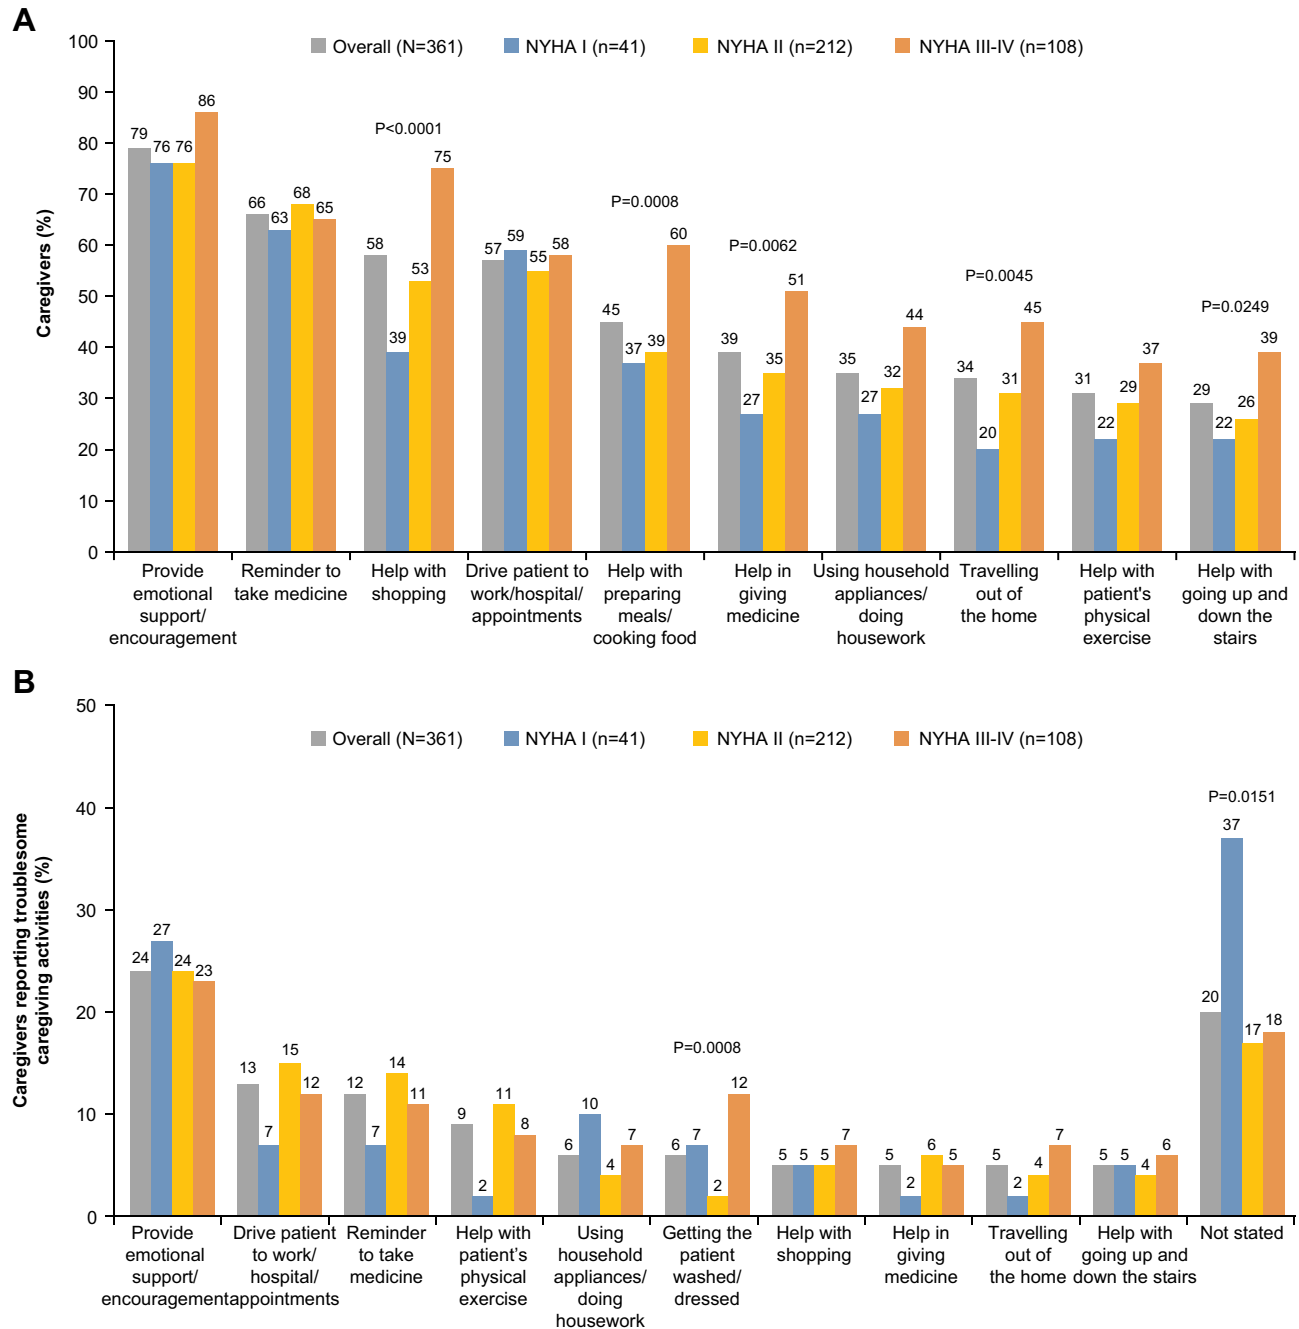 A
Overall (N=361) NYHA I (n=41) NYHA II (n=212) NYHA III-IV (n=108)
Caregivers (%)
100
90
80
70
60
50
40
30
20
10
0
79 76 76 86
66 63 68 65
P<0.0001
58 39 53 75
57 59 55 58
P=0.0008
45 37 39 60
P=0.0062
39 27 35 51
35 27 32 44
P=0.0045
34 20 31 45
31 22 29 37
P=0.0249
29 22 26 39
Provide
emotional
support/
encouragement
Reminder to
take medicine
Help with
shopping
Drive patient to
work/hospital/
appointments
Help with
preparing
meals/
cooking food
Help in
giving
medicine
Using household
appliances/
doing
housework
Travelling
out of
the home
Help with
patient's
physical
exercise
Help with
going up and
down the
stairs
B
Overall (N=361) NYHA I (n=41) NYHA II (n=212) NYHA III-IV (n=108)
Caregivers reporting troublesome
caregiving activities (%)
50
40
30
20
10
0
24 27 24 23
13 7 15 12
12 7 14 11
9 2 11 8
6 10 4 7
P=0.0008
6 7 2 12
5 5 5 7
5 2 6 5
5 2 4 7
5 5 4 6
P=0.0151
20 37 17 18
Provide
emotional
support/
encouragement
Drive patient
to work/
hospital/
appointments
Reminder
to take
medicine
Help with
patient's
physical
exercise
Using
household
appliances/
doing
housework
Getting the
patient
washed/
dressed
Help with
shopping
Help in
giving
medicine
Travelling
out of
the home
Help with
going up and
down the stairs
Not stated